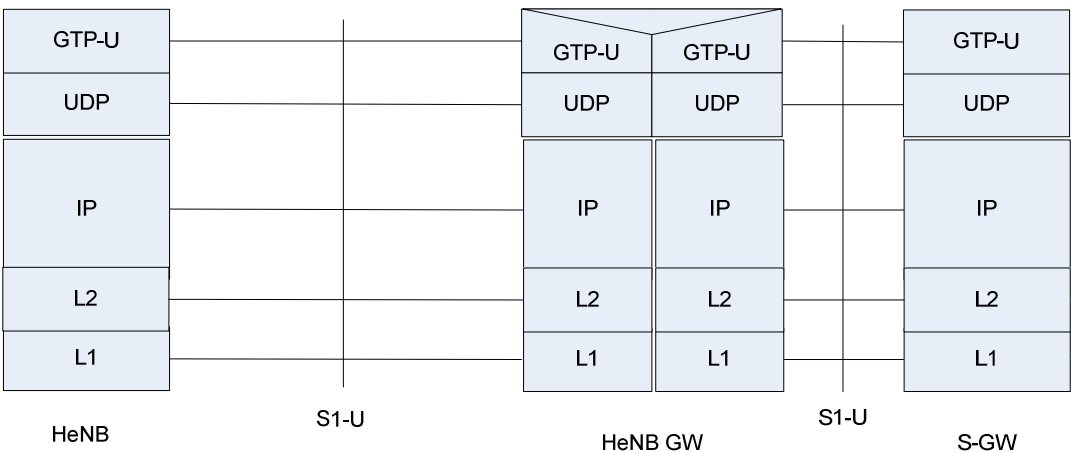 GTP-U GTP-U GTP-U GTP-U
UDP UDP UDP UDP
IP IP IP IP
L2 L2 L2 L2
L1 L1 L1 L1
S1-U S1-U
HeNB HeNB GW S-GW